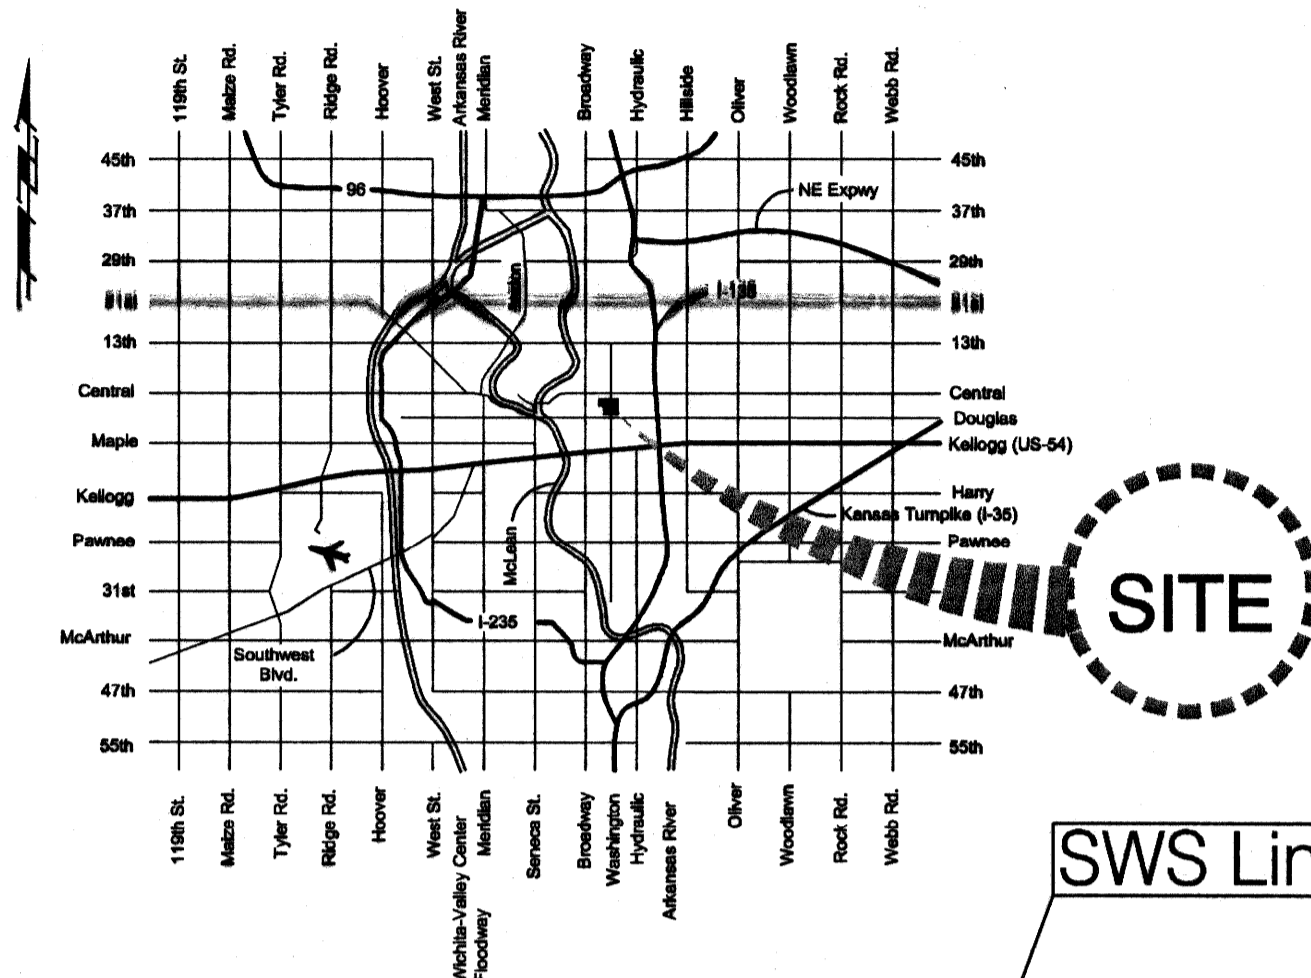 119th St.
Maize Rd.
Tyler Rd.
Ridge Rd.
Hoover
West St.
Arkansas River
Meridian
Broadway
Hydraulic
Hillside
Oliver
Woodlawn
Rock Rd.
Webb Rd.
45th
45th
96
NE Expwy
37th
37th
29th
29th
13th
13th
Central
Central
Douglas
Maple
Kellogg (US-54)
Kellogg
Harry
Kansas Turnpike (I-35)
Pawnee
Pawnee
McLean
31st
SITE
I-235
McArthur
McArthur
Southwest
Blvd.
47th
47th
55th
55th
119th St.
Maize Rd.
Tyler Rd.
Ridge Rd.
Hoover
West St.
Wichita-Valley Center
Floodway
Meridian
Seneca St.
Broadway
Washington
Hydraulic
Arkansas River
Oliver
Woodlawn
Rock Rd.
Webb Rd.
SWS Lin